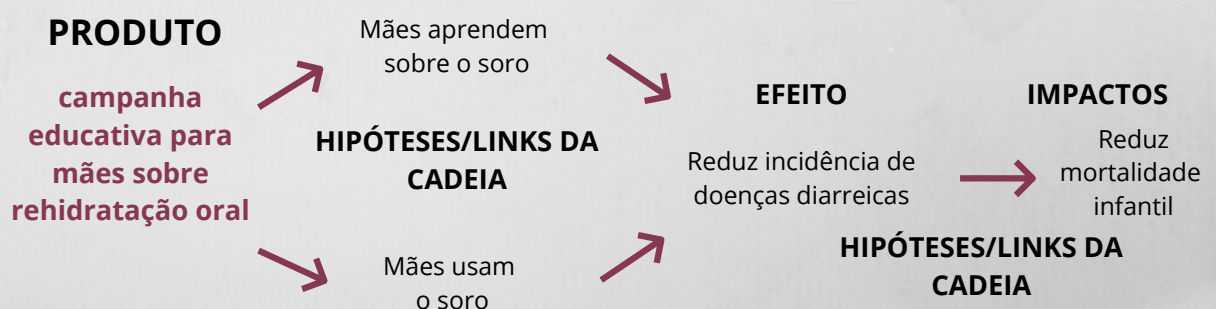 PRODUTO
campanha
educativa para
mães sobre
rehidratação oral
Mães aprendem
sobre o soro
HIPÓTESES/LINKS DA
CADEIA
Mães usam
o soro
EFEITO
Reduz incidência de
doenças diarreicas
IMPACTOS
Reduz
mortalidade
infantil
HIPÓTESES/LINKS DA
CADEIA